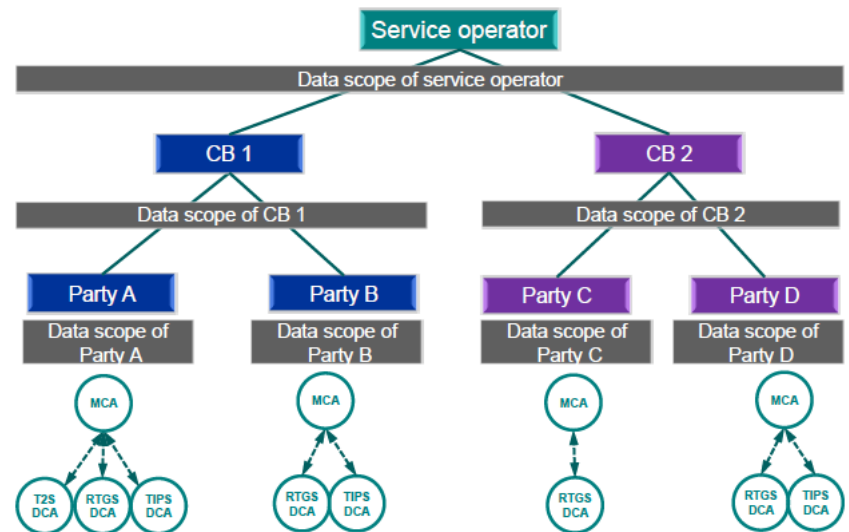 Service operator
Data scope of service operator
CB 1
CB 2
Data scope of CB 1
Data scope of CB 2
Party A
Party B
Party C
Party D
Data scope of
Party A
Data scope of
Party B
Data scope of
Party C
Data scope of
Party D
MCA
MCA
MCA
MCA
T2S
DCA
RTGS
DCA
TIPS
DCA
RTGS
DCA
TIPS
DCA
RTGS
DCA
RTGS
DCA
TIPS
DCA